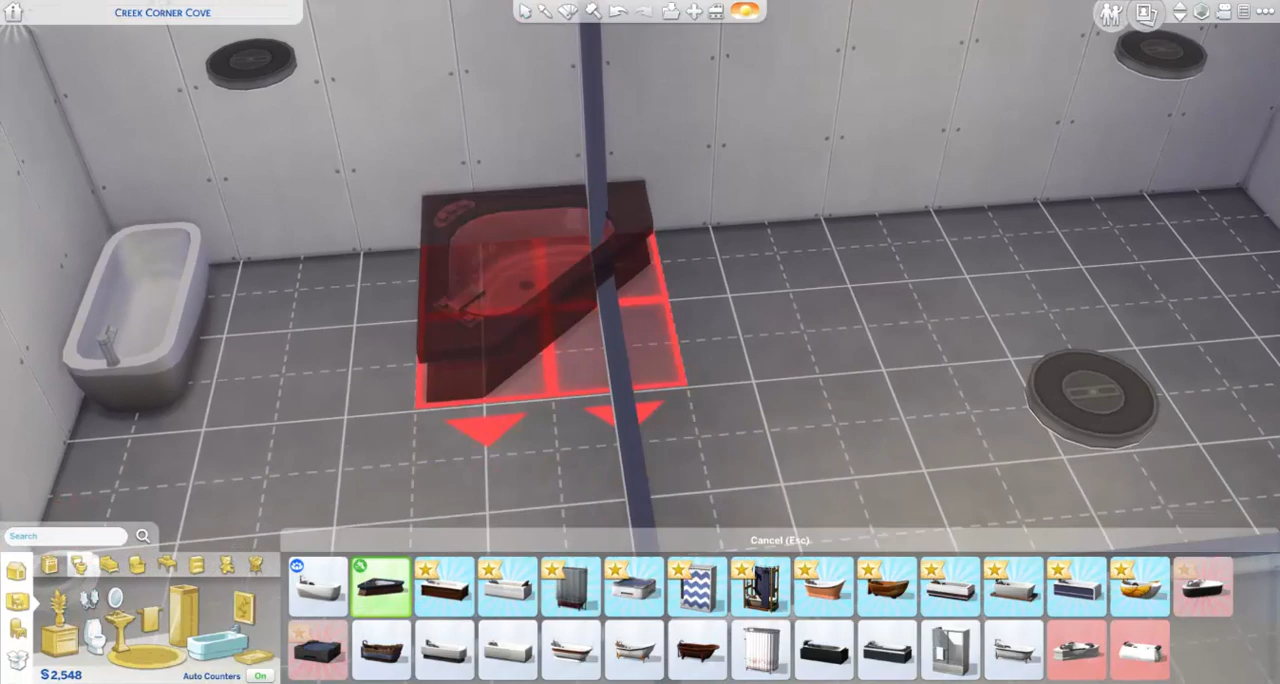 CREEK CORNER COVE
Cancel (Esc)
Search
§2,548
Auto Counters On